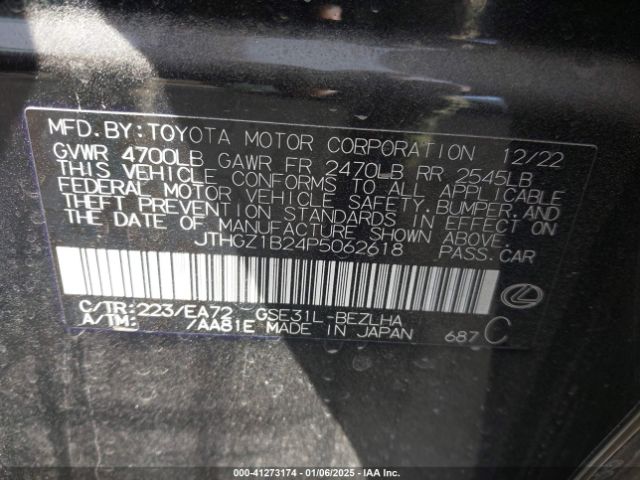 MFD.BY:TOYOTA MOTOR CORPORATION 12/22
GVWR 4700LB GAWR FR 2470LB RR 2545LB
THIS VEHICLE CONFORMS TO ALL APPLICABLE
FEDERAL MOTOR VEHICLE SAFETY, BUMPER, AND
THEFT PREVENTION STANDARDS IN EFFECT ON
THE DATE OF MANUFACTURE SHOWN ABOVE.
JTHGZ1B24P5062618 PASS.CAR
C/TR:223/EA72 GSE31L-BEZLHA
A/TM: /AA81E MADE IN JAPAN 687 C
000-41273174 | 01/06/2025 | IAA Inc.